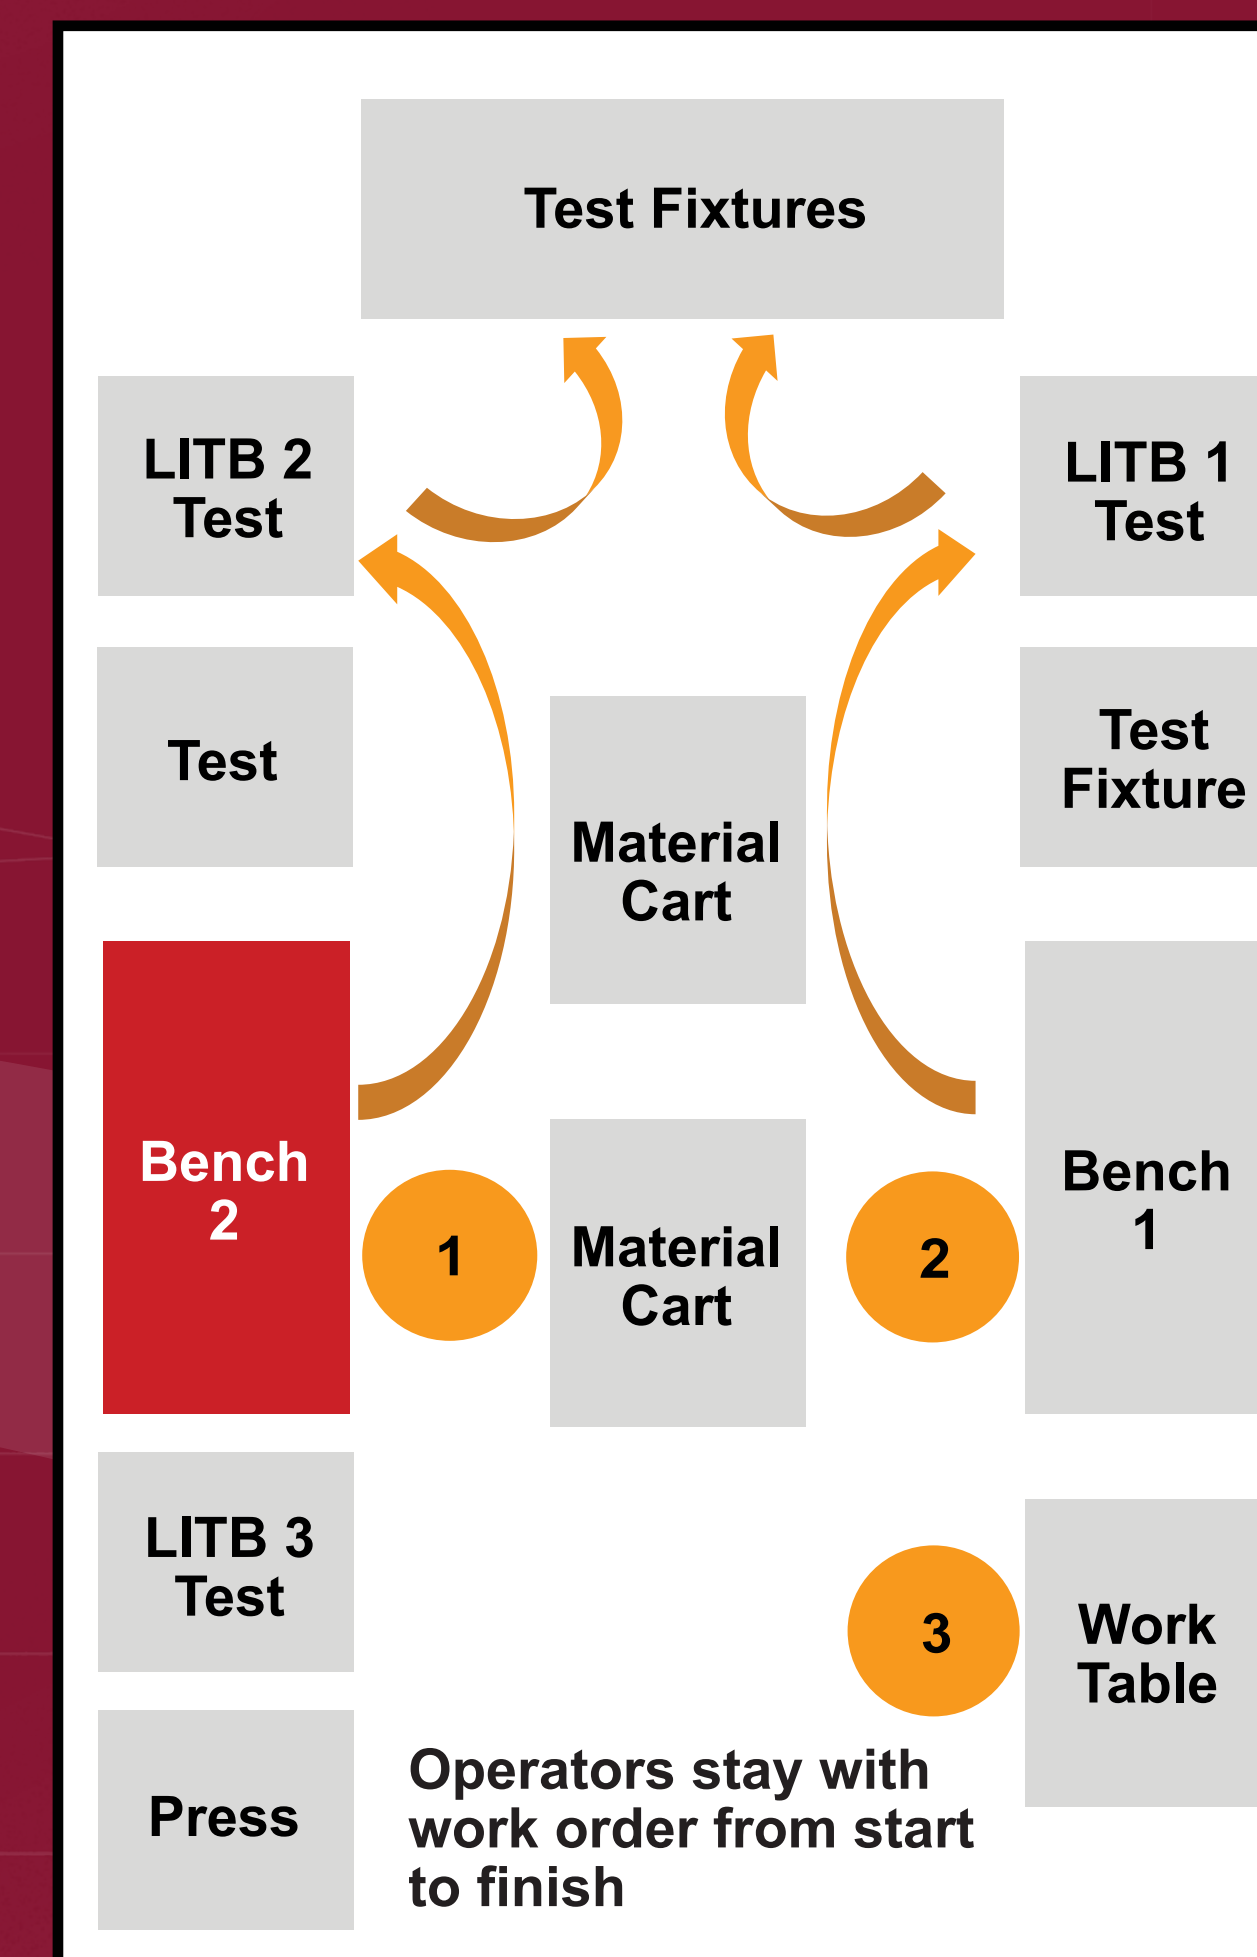 Test Fixtures
LITB 2
Test
LITB 1
Test
Test
Test
Fixture
Material
Cart
Bench
2
1
Material
Cart
2
Bench
1
LITB 3
Test
3
Work
Table
Press
Operators stay with
work order from start
to finish